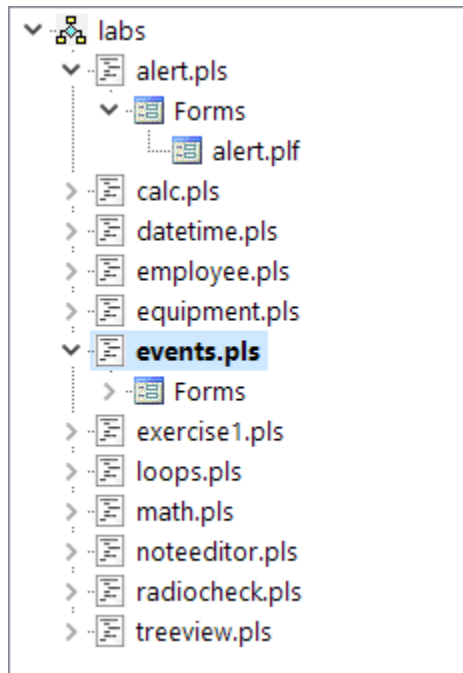 labs
alert.pls
Forms
alert.plf
calc.pls
datetime.pls
employee.pls
equipment.pls
events.pls
Forms
exercise1.pls
loops.pls
math.pls
noteeditor.pls
radiocheck.pls
treeview.pls